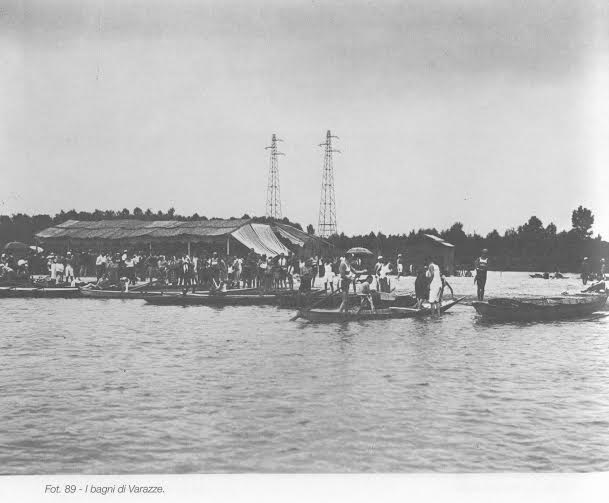 Fot. 89 - I bagni di Varazze.